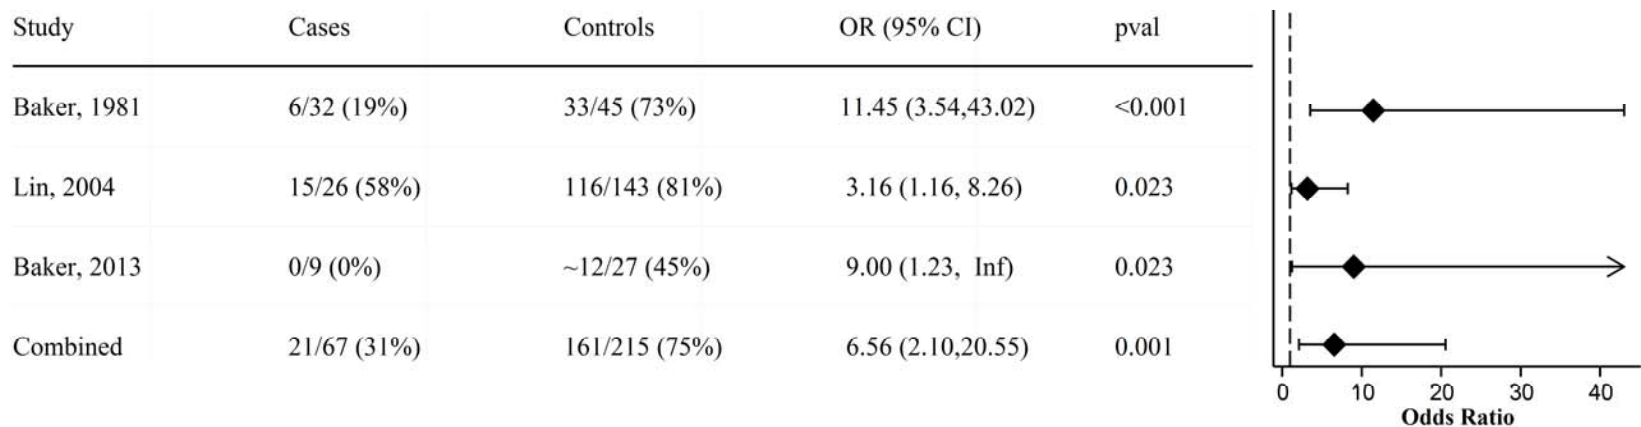 Study Cases Controls OR (95% CI) pval
Baker, 1981 6/32 (19%) 33/45 (73%) 11.45 (3.54,43.02) <0.001
Lin, 2004 15/26 (58%) 116/143 (81%) 3.16 (1.16, 8.26) 0.023
Baker, 2013 0/9 (0%) ~12/27 (45%) 9.00 (1.23, Inf) 0.023
Combined 21/67 (31%) 161/215 (75%) 6.56 (2.10,20.55) 0.001
0 10 20 30 40
Odds Ratio